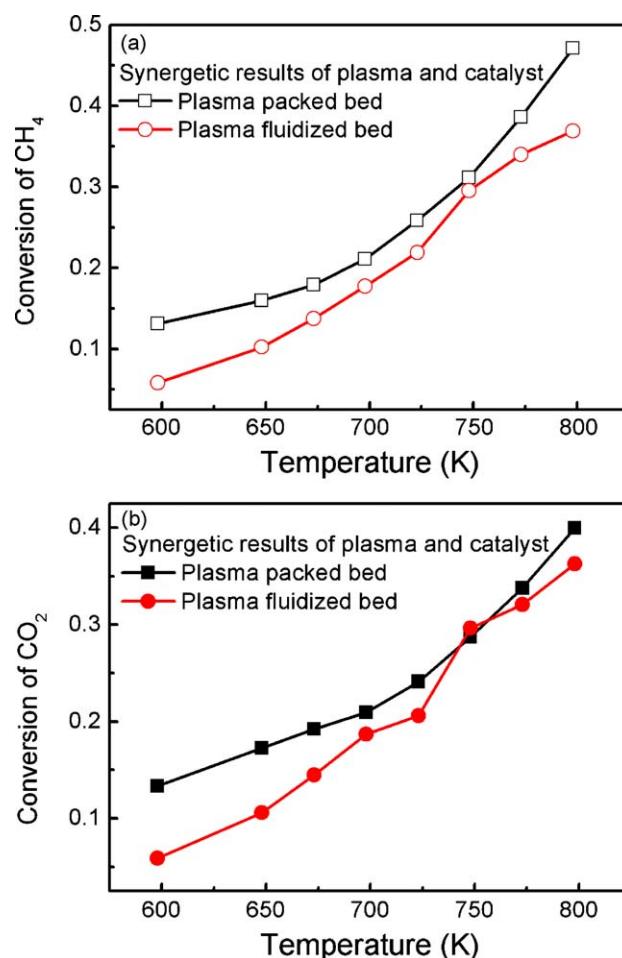 (a)
Synergetic results of plasma and catalyst
Plasma packed bed
Plasma fluidized bed
Conversion of CH₄
0.5
0.4
0.3
0.2
0.1
600 650 700 750 800
Temperature (K)
(b)
Synergetic results of plasma and catalyst
Plasma packed bed
Plasma fluidized bed
Conversion of CO₂
0.4
0.3
0.2
0.1
600 650 700 750 800
Temperature (K)